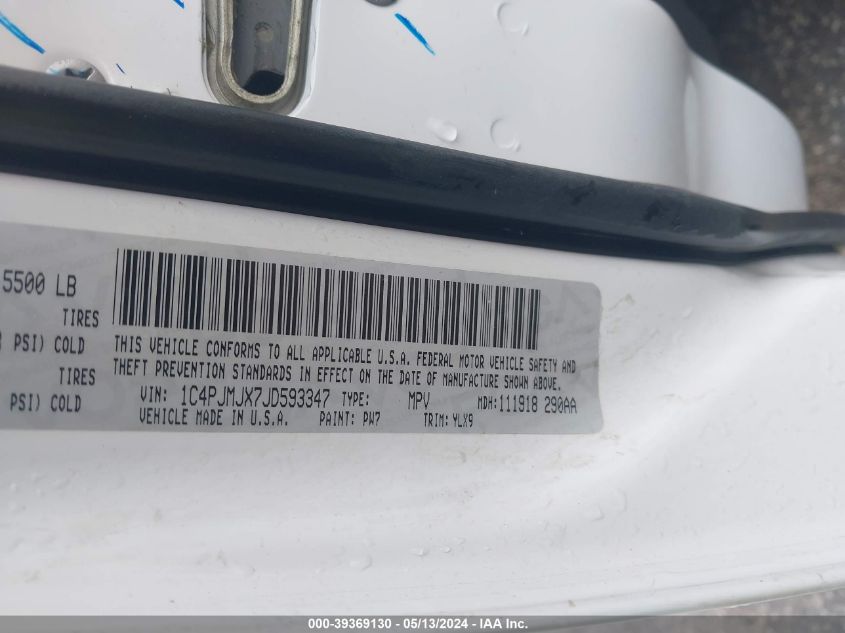 5500 LB
TIRES
PSI) COLD
TIRES
PSI) COLD
THIS VEHICLE CONFORMS TO ALL APPLICABLE U.S.A. FEDERAL MOTOR VEHICLE SAFETY AND
THEFT PREVENTION STANDARDS IN EFFECT ON THE DATE OF MANUFACTURE SHOWN ABOVE.
VIN: 1C4PJMJX7JD593347 TYPE: MPV MDH: 111918 290AA
VEHICLE MADE IN U.S.A. PAINT: PW7 TRIM: YLX9
000-39369130 - 05/13/2024 - IAA Inc.